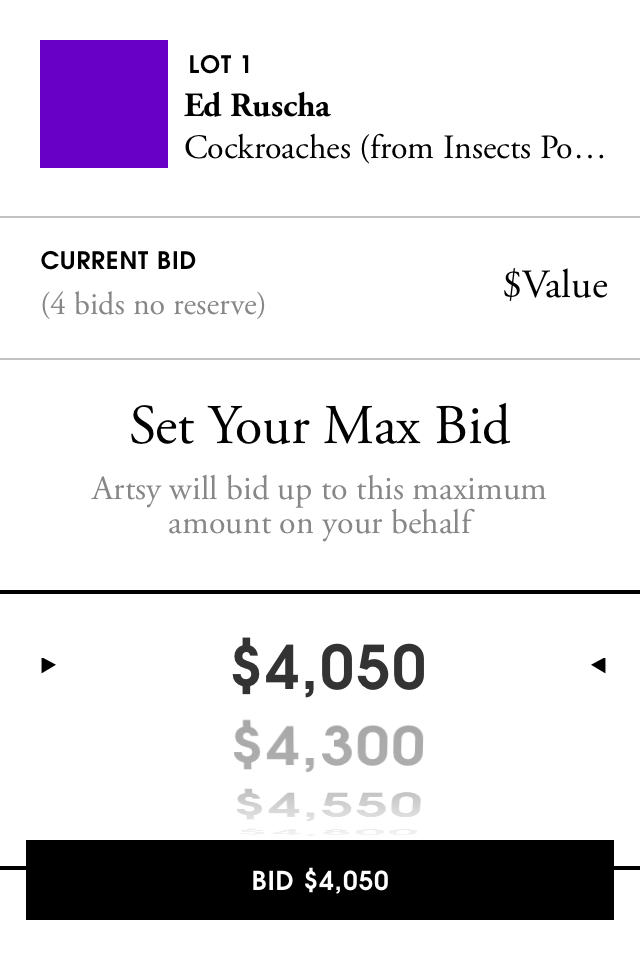 LOT 1
Ed Ruscha
Cockroaches (from Insects Po…
CURRENT BID
(4 bids no reserve)
$Value
Set Your Max Bid
Artsy will bid up to this maximum
amount on your behalf
$4,050
$4,300
$4,550
$4,800
BID $4,050